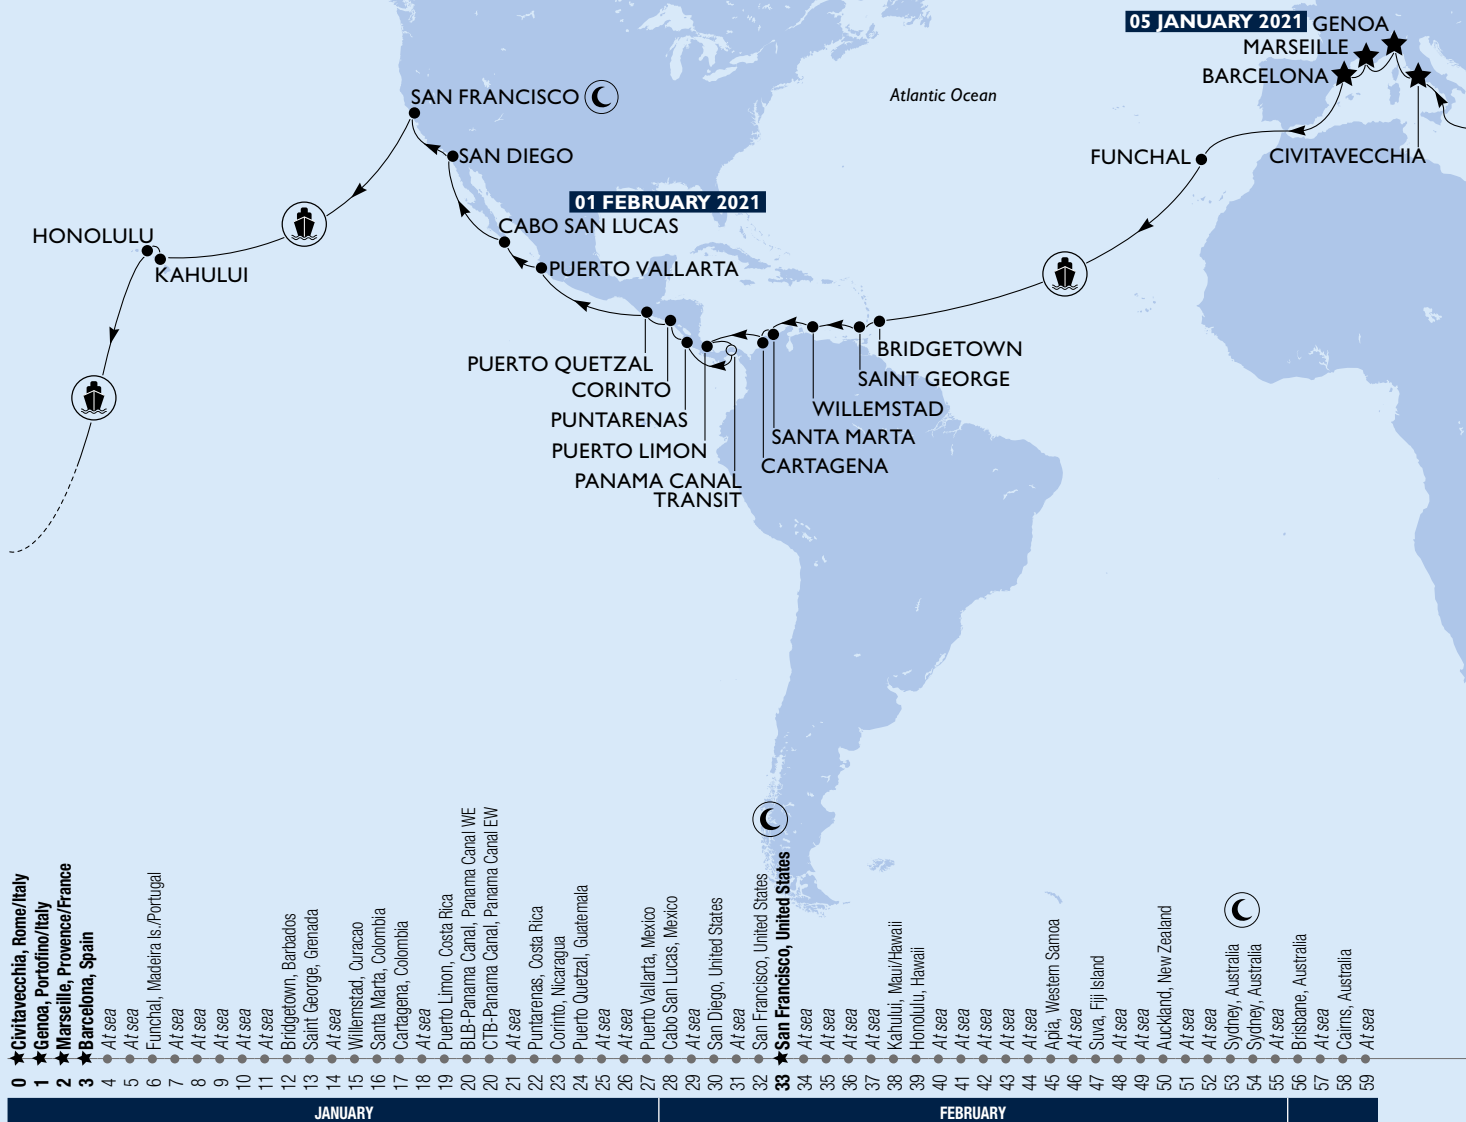 05 JANUARY 2021
GENOA
MARSEILLE
BARCELONA
CIVITAVECCHIA
Atlantic Ocean
FUNCHAL
SAN FRANCISCO
SAN DIEGO
01 FEBRUARY 2021
CABO SAN LUCAS
PUERTO VALLARTA
HONOLULU
KAHULUI
BRIDGETOWN
PUERTO QUETZAL
SAINT GEORGE
CORINTO
WILLEMSTAD
PUNTARENAS
SANTA MARTA
PUERTO LIMON
CARTAGENA
PANAMA CANAL
TRANSIT
0 Civitavecchia, Rome/Italy
1 Genoa, Portofino/Italy
2 Marseille, Provence/France
3 Barcelona, Spain
4 At sea
5 At sea
6 Funchal, Madeira Is./Portugal
7 At sea
8 At sea
9 At sea
10 At sea
11 At sea
12 Bridgetown, Barbados
13 Saint George, Grenada
14 At sea
15 Willemstad, Curacao
16 Santa Marta, Colombia
17 Cartagena, Colombia
18 At sea
19 Puerto Limon, Costa Rica
20 BLB-Panama Canal, Panama Canal WE
20 CTB-Panama Canal, Panama Canal EW
21 At sea
22 Puntarenas, Costa Rica
23 Corinto, Nicaragua
24 Puerto Quetzal, Guatemala
25 At sea
26 At sea
27 Puerto Vallarta, Mexico
28 Cabo San Lucas, Mexico
29 At sea
30 San Diego, United States
31 At sea
32 San Francisco, United States
33 San Francisco, United States
34 At sea
35 At sea
36 At sea
37 At sea
38 Kahului, Maui/Hawaii
39 Honolulu, Hawaii
40 At sea
41 At sea
42 At sea
43 At sea
44 At sea
45 Apia, Western Samoa
46 At sea
47 Suva, Fiji Island
48 At sea
49 At sea
50 Auckland, New Zealand
51 At sea
52 At sea
53 Sydney, Australia
54 Sydney, Australia
55 At sea
56 Brisbane, Australia
57 At sea
58 Cairns, Australia
59 At sea
JANUARY
FEBRUARY